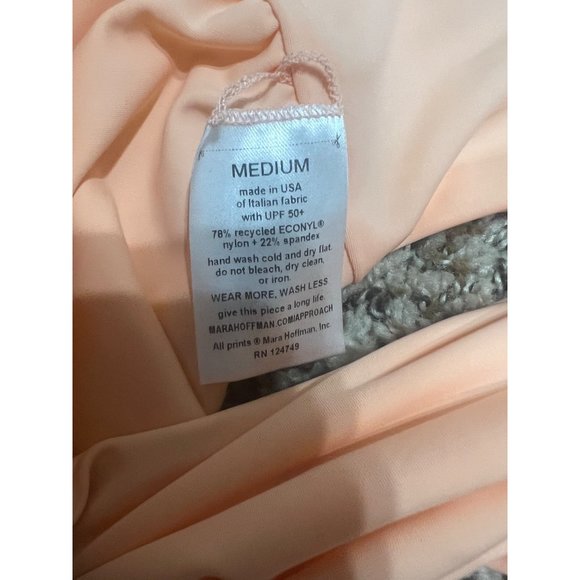 MEDIUM
made in USA
of Italian fabric
with UPF 50+
78% recycled ECONYL®
nylon + 22% spandex
hand wash cold and dry flat.
do not bleach, dry clean,
or iron.
WEAR MORE, WASH LESS
give this piece a long life.
MARAHOFFMAN.COM/APPROACH
All prints ® Mara Hoffman, Inc.
RN 124749